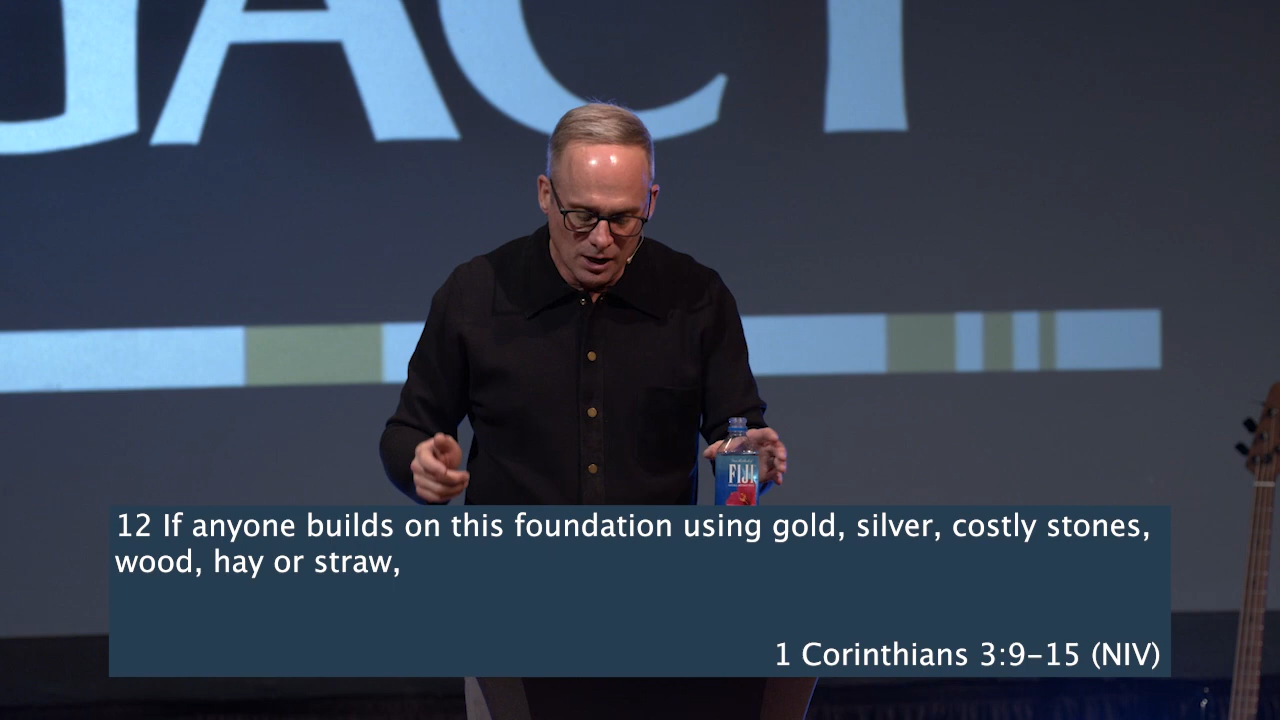 GACY
FIJI
12 If anyone builds on this foundation using gold, silver, costly stones,
wood, hay or straw,
1 Corinthians 3:9–15 (NIV)